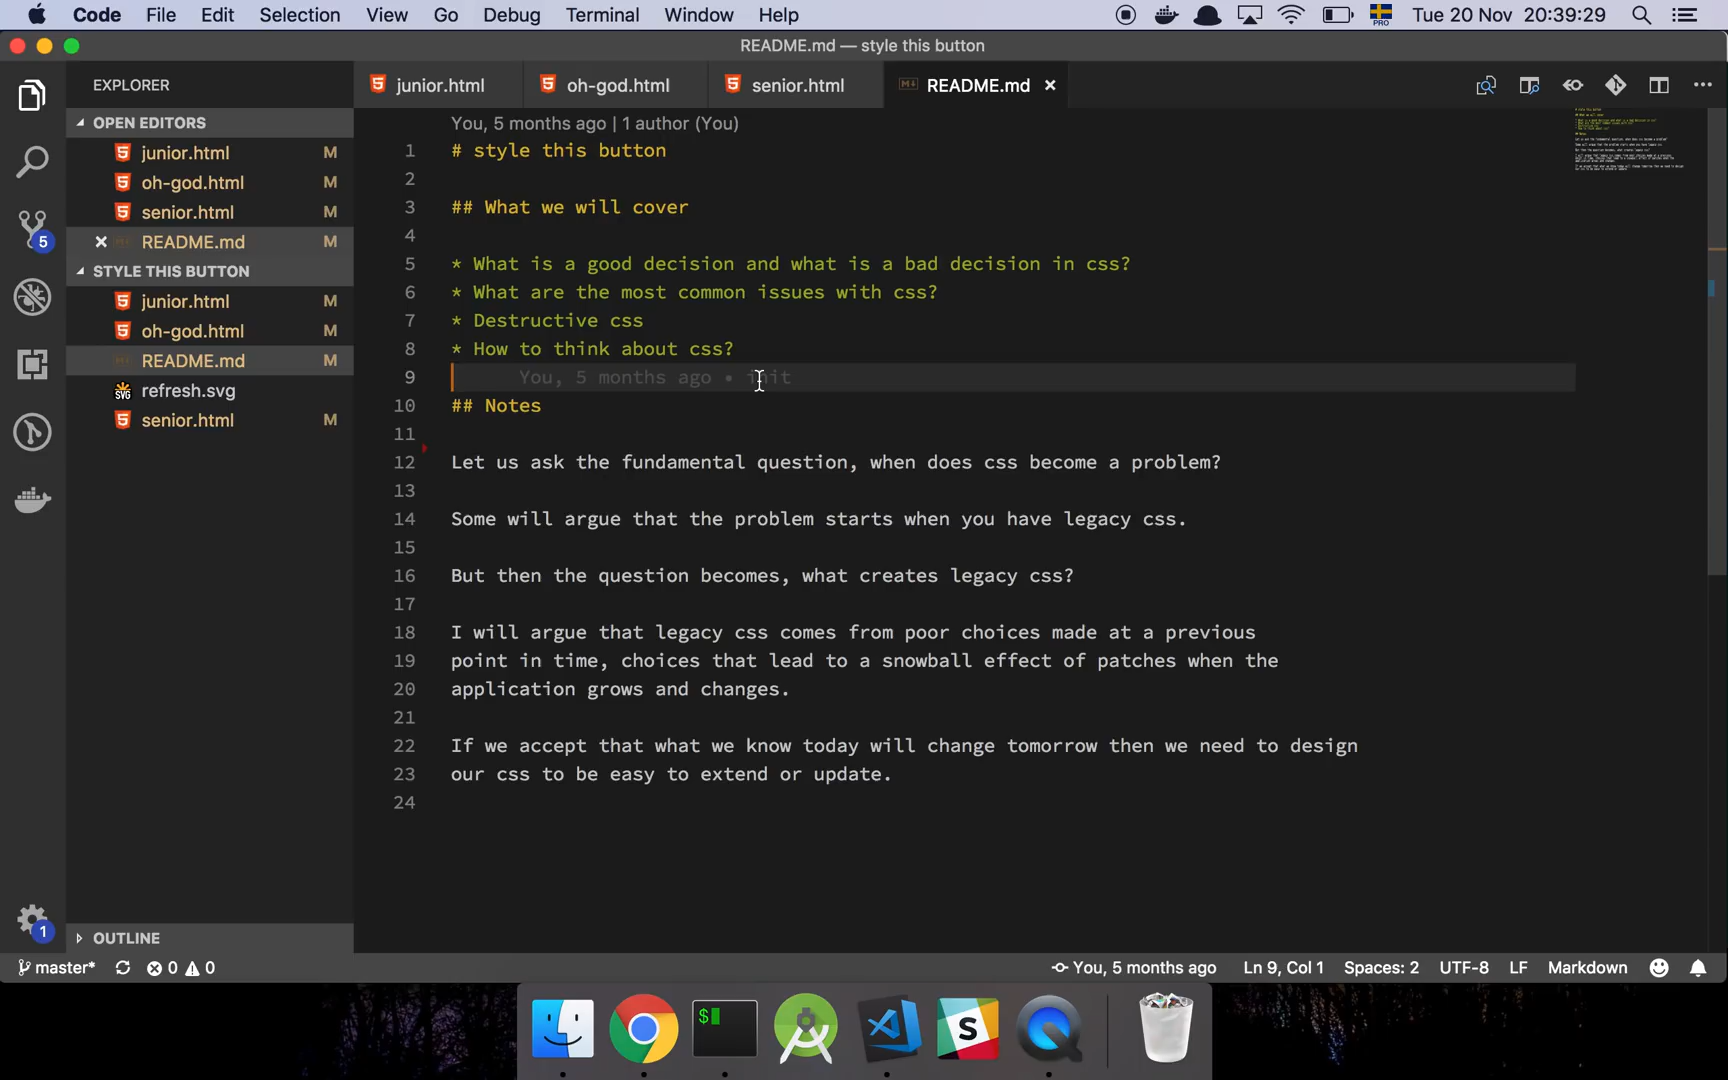 Code File Edit Selection View Go Debug Terminal Window Help PRO Tue 20 Nov 20:39:29
README.md — style this button
EXPLORER
OPEN EDITORS
junior.html M
oh-god.html M
senior.html M
README.md M
STYLE THIS BUTTON
junior.html M
oh-god.html M
README.md M
refresh.svg
senior.html M
OUTLINE
5
1
junior.html oh-god.html senior.html README.md
You, 5 months ago | 1 author (You)
1 # style this button
2
3 ## What we will cover
4
5 * What is a good decision and what is a bad decision in css?
6 * What are the most common issues with css?
7 * Destructive css
8 * How to think about css?
9 You, 5 months ago • init
10 ## Notes
11
12 Let us ask the fundamental question, when does css become a problem?
13
14 Some will argue that the problem starts when you have legacy css.
15
16 But then the question becomes, what creates legacy css?
17
18 I will argue that legacy css comes from poor choices made at a previous
19 point in time, choices that lead to a snowball effect of patches when the
20 application grows and changes.
21
22 If we accept that what we know today will change tomorrow then we need to design
23 our css to be easy to extend or update.
24
master* 0 0 You, 5 months ago Ln 9, Col 1 Spaces: 2 UTF-8 LF Markdown
$
S